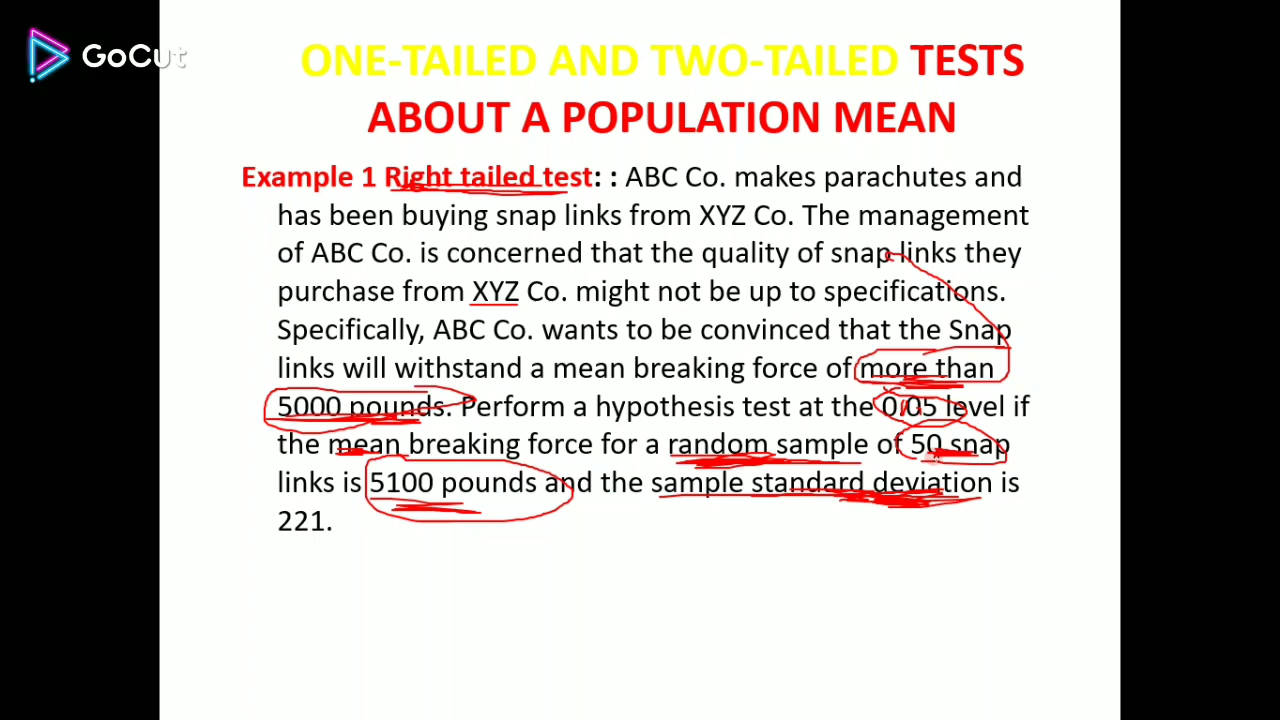 GoCut
ONE-TAILED AND TWO-TAILED TESTS
ABOUT A POPULATION MEAN
Example 1 Right tailed test: : ABC Co. makes parachutes and
has been buying snap links from XYZ Co. The management
of ABC Co. is concerned that the quality of snap links they
purchase from XYZ Co. might not be up to specifications.
Specifically, ABC Co. wants to be convinced that the Snap
links will withstand a mean breaking force of more than
5000 pounds. Perform a hypothesis test at the 0.05 level if
the mean breaking force for a random sample of 50 snap
links is 5100 pounds and the sample standard deviation is
221.